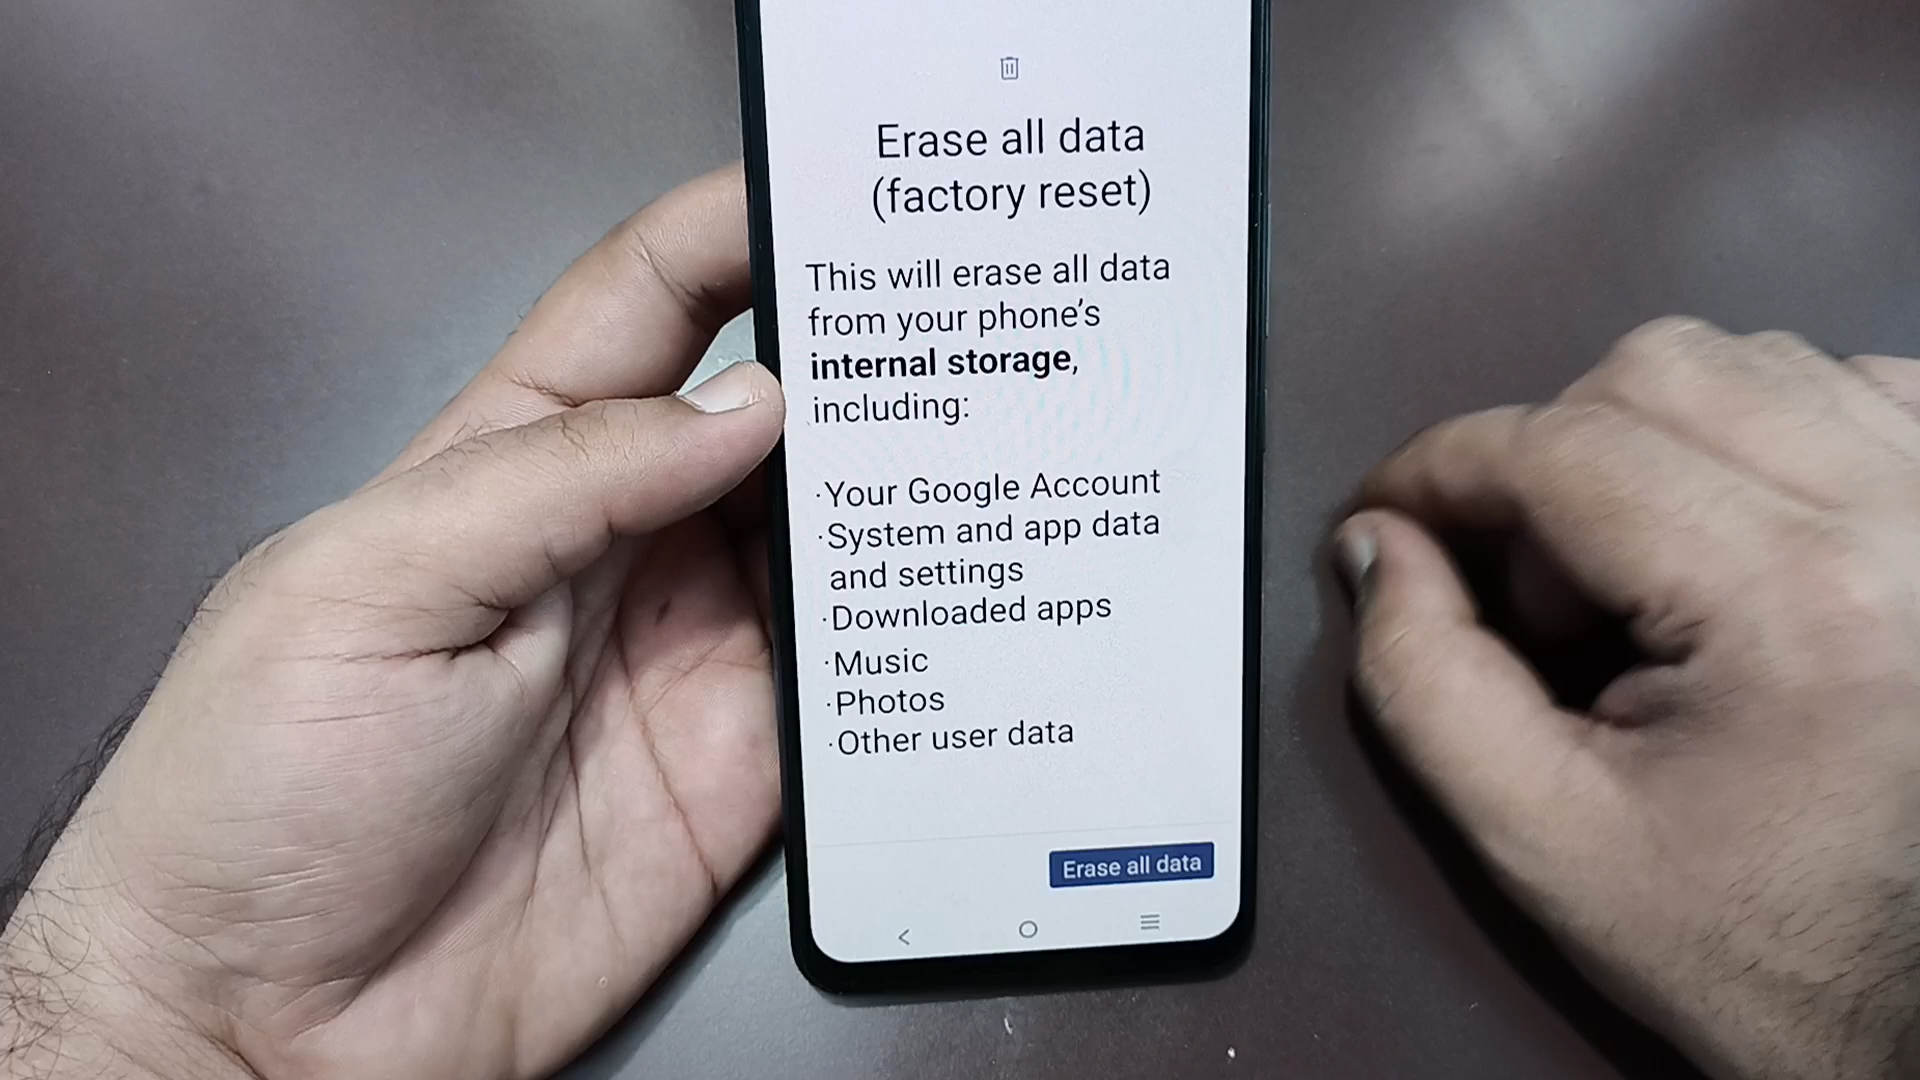 Erase all data
(factory reset)
This will erase all data
from your phone's
internal storage,
including:
·Your Google Account
·System and app data
and settings
·Downloaded apps
·Music
·Photos
·Other user data
Erase all data